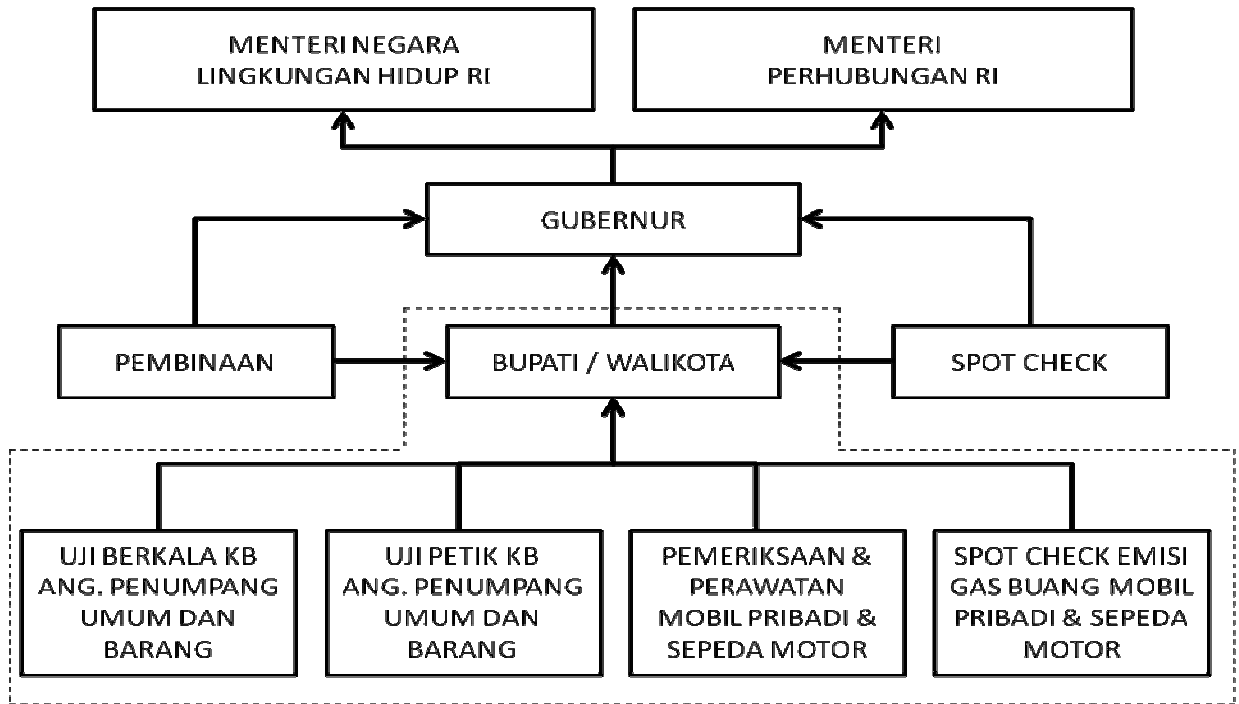 MENTERI NEGARA
LINGKUNGAN HIDUP RI
MENTERI
PERHUBUNGAN RI
GUBERNUR
PEMBINAAN
BUPATI / WALIKOTA
SPOT CHECK
UJI BERKALA KB
ANG. PENUMPANG
UMUM DAN
BARANG
UJI PETIK KB
ANG. PENUMPANG
UMUM DAN
BARANG
PEMERIKSAAN &
PERAWATAN
MOBIL PRIBADI &
SEPEDA MOTOR
SPOT CHECK EMISI
GAS BUANG MOBIL
PRIBADI & SEPEDA
MOTOR